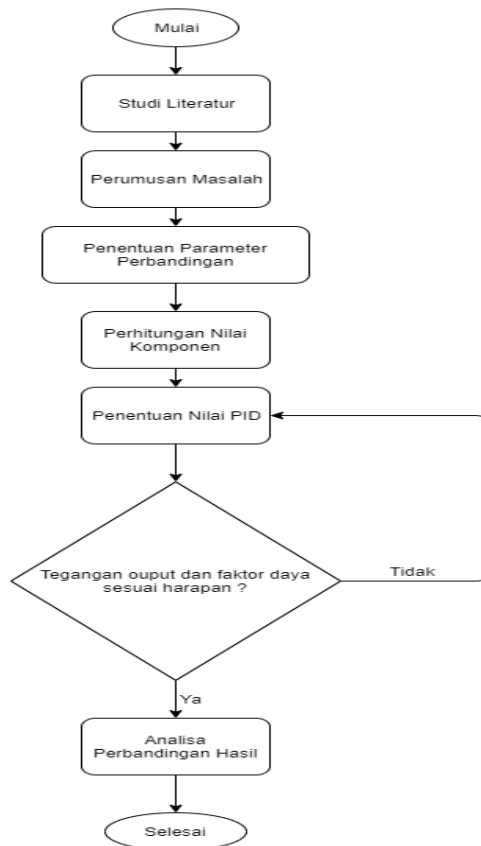 Mulai
Studi Literatur
Perumusan Masalah
Penentuan Parameter
Perbandingan
Perhitungan Nilai
Komponen
Penentuan Nilai PID
Tegangan ouput dan faktor daya
sesuai harapan ?
Tidak
Ya
Analisa
Perbandingan Hasil
Selesai